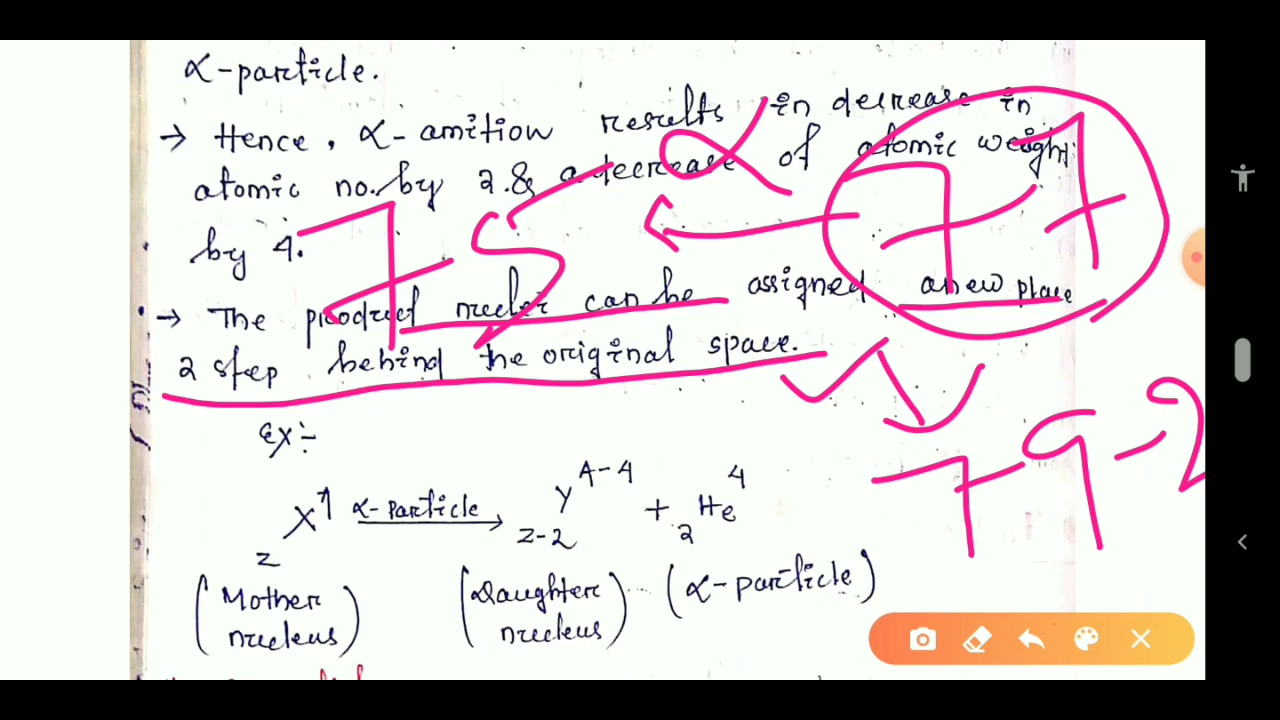 α-particle.
→ Hence, α-amition results in decrease in
atomic no. by 2. & a decrease of atomic weight
by 4.
→ The product nuclei can be assigned a new place
2 step behind the original space.
Ex:-
zX^A α-particle → z-2Y^A-4 + 2He^4
(Mother nucleus) (Daughter nucleus) (α-particle)
α